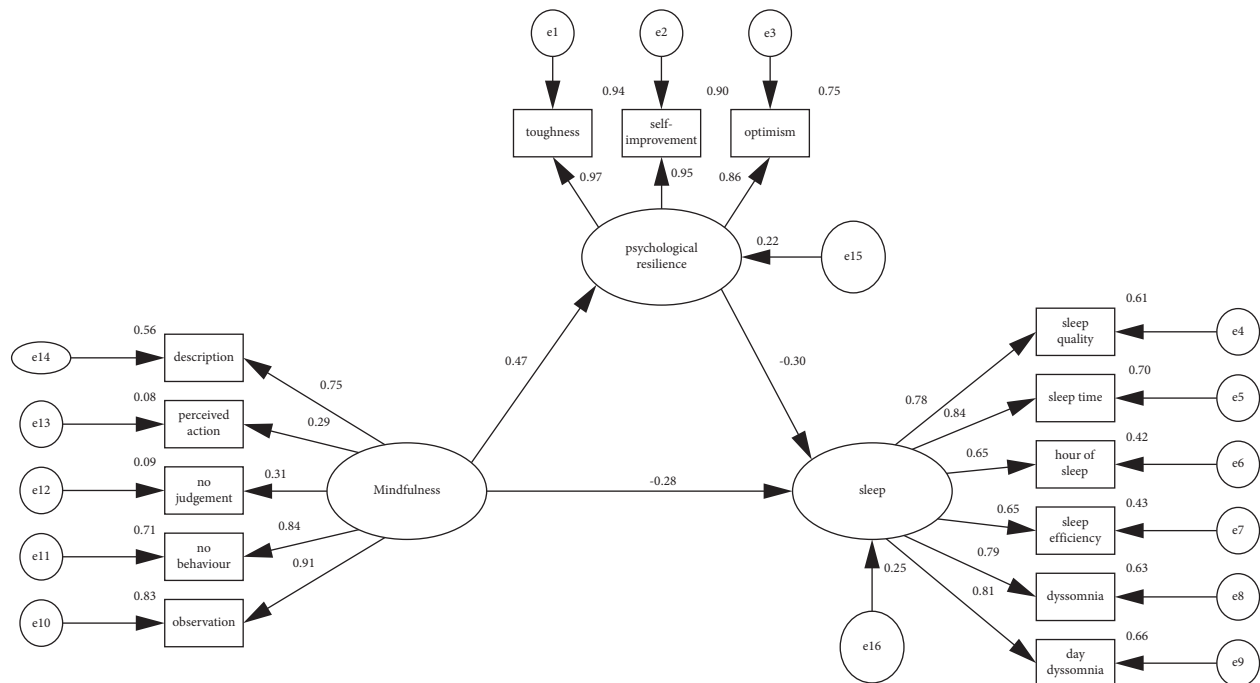 e1
e2
e3
0.94
0.90
0.75
toughness
self-
improvement
optimism
0.97
0.95
0.86
psychological
resilience
0.22
e15
0.47
-0.30
-0.28
e14
0.56
description
0.75
e13
0.08
perceived
action
0.29
e12
0.09
no
judgement
0.31
e11
0.71
no
behaviour
0.84
e10
0.83
observation
0.91
Mindfulness
sleep
0.25
e16
0.78
sleep
quality
0.61
e4
0.84
sleep time
0.70
e5
0.65
hour of
sleep
0.42
e6
0.65
sleep
efficiency
0.43
e7
0.79
dyssomnia
0.63
e8
0.81
day
dyssomnia
0.66
e9